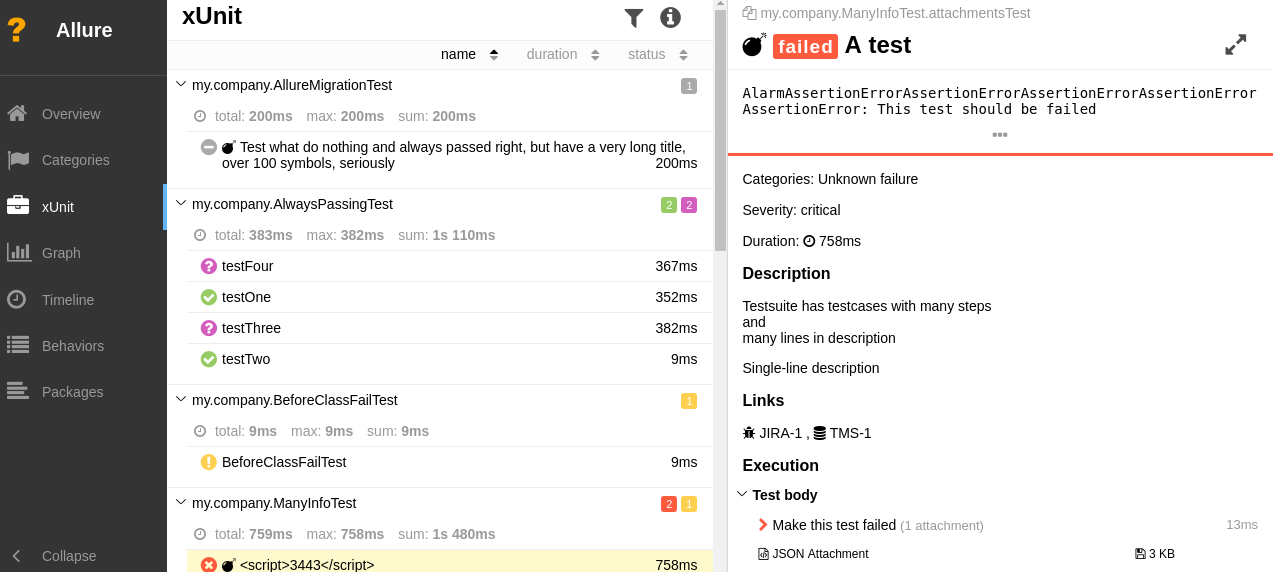 Allure
Overview
Categories
xUnit
Graph
Timeline
Behaviors
Packages
Collapse
xUnit
name duration status
my.company.AllureMigrationTest 1
total: 200ms max: 200ms sum: 200ms
Test what do nothing and always passed right, but have a very long title,
over 100 symbols, seriously 200ms
my.company.AlwaysPassingTest 2 2
total: 383ms max: 382ms sum: 1s 110ms
testFour 367ms
testOne 352ms
testThree 382ms
testTwo 9ms
my.company.BeforeClassFailTest 1
total: 9ms max: 9ms sum: 9ms
BeforeClassFailTest 9ms
my.company.ManyInfoTest 2 1
total: 759ms max: 758ms sum: 1s 480ms
<script>3443</script> 758ms
my.company.ManyInfoTest.attachmentsTest
failed A test
AlarmAssertionErrorAssertionErrorAssertionErrorAssertionError
AssertionError: This test should be failed
Categories: Unknown failure
Severity: critical
Duration: 758ms
Description
Testsuite has testcases with many steps
and
many lines in description
Single-line description
Links
JIRA-1 , TMS-1
Execution
Test body
Make this test failed (1 attachment) 13ms
JSON Attachment 3 KB